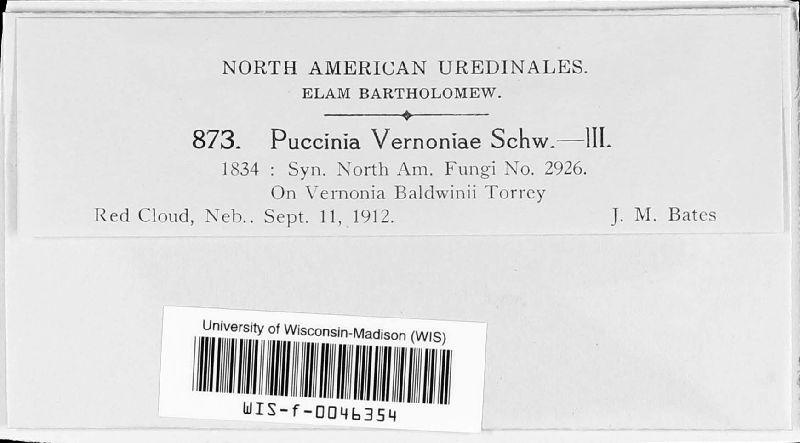 NORTH AMERICAN UREDINALES.
ELAM BARTHOLOMEW.
873. Puccinia Vernoniae Schw.—III.
1834 : Syn. North Am. Fungi No. 2926.
On Vernonia Baldwinii Torrey
Red Cloud, Neb.. Sept. 11, 1912. J. M. Bates
University of Wisconsin-Madison (WIS)
WIS-f-0046354